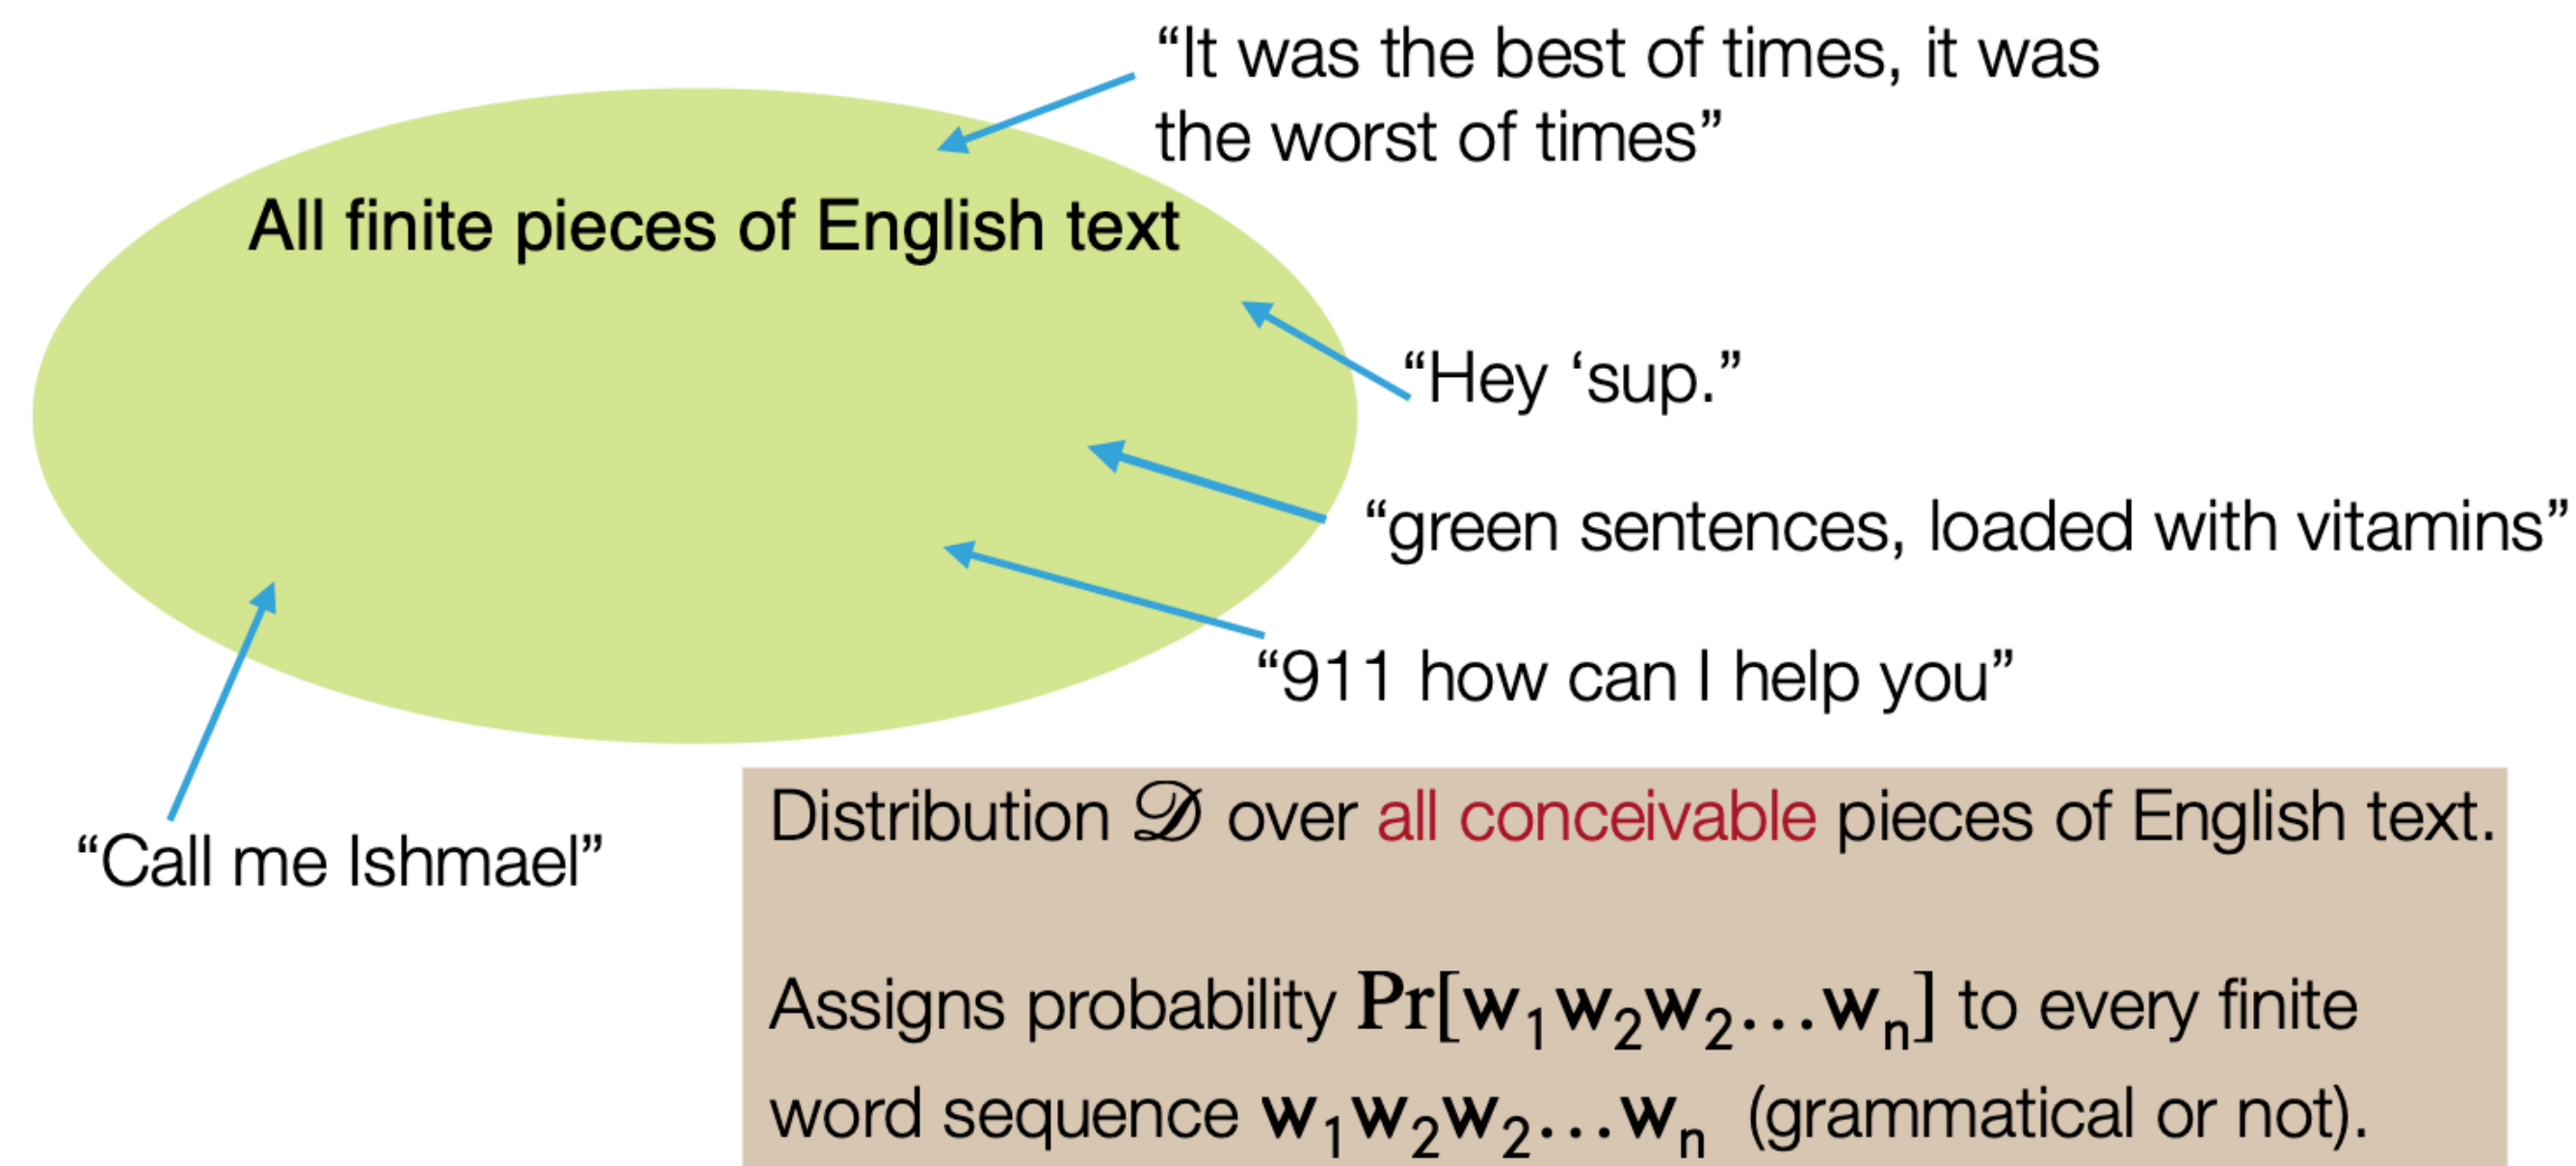 “It was the best of times, it was
the worst of times”
All finite pieces of English text
“Hey ‘sup.”
“green sentences, loaded with vitamins”
“911 how can I help you”
“Call me Ishmael”
Distribution 𝒟 over all conceivable pieces of English text.
Assigns probability Pr[w₁w₂w₂...wₙ] to every finite
word sequence w₁w₂w₂...wₙ (grammatical or not).